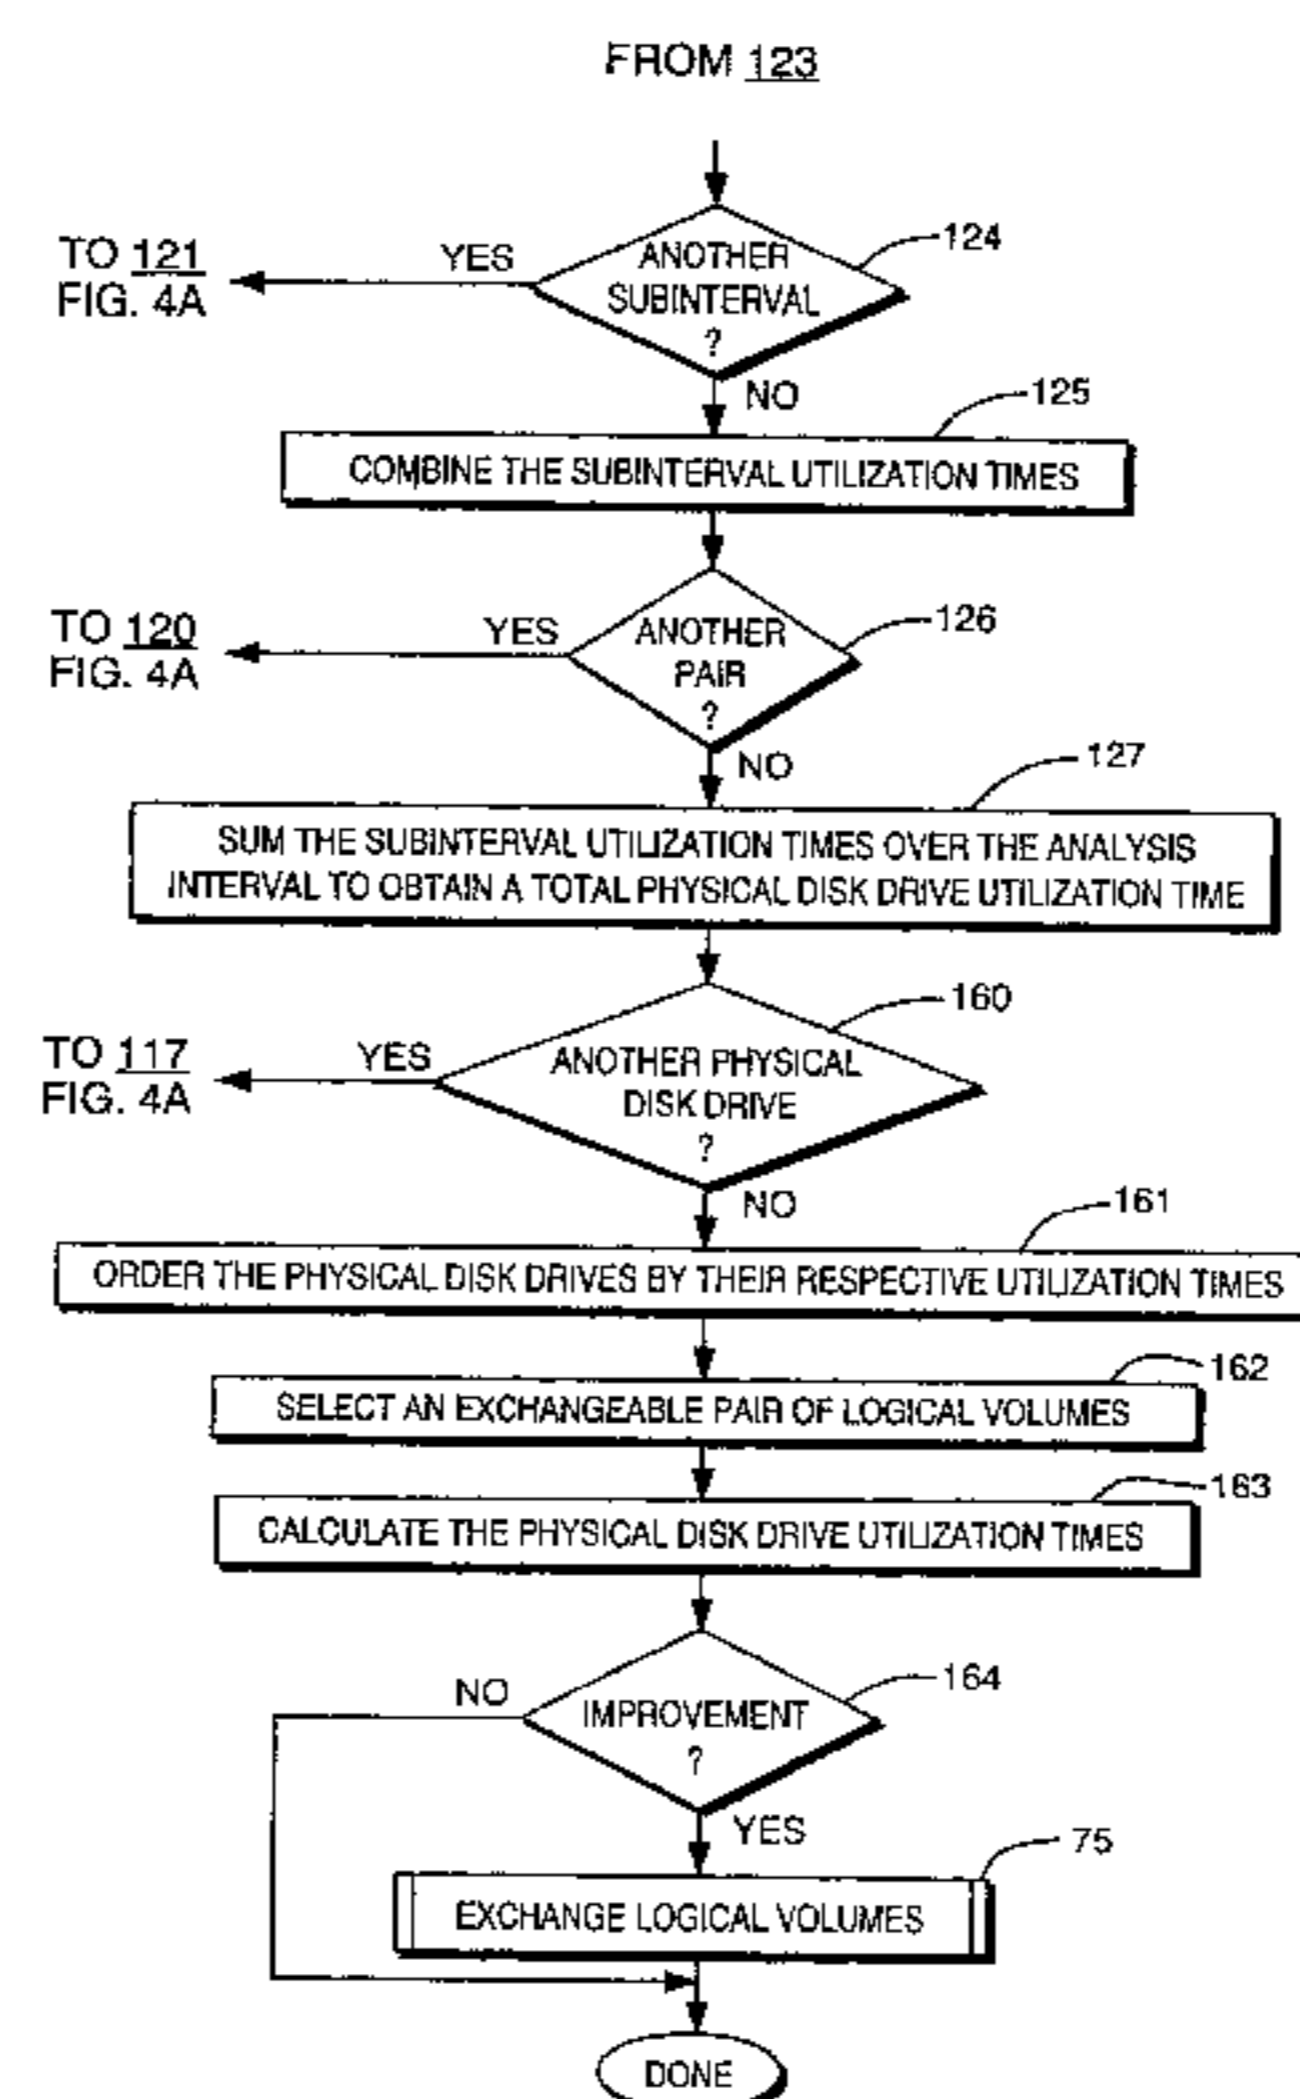 FROM 123
TO 121
FIG. 4A
YES
ANOTHER
SUBINTERVAL
?
124
NO
125
COMBINE THE SUBINTERVAL UTILIZATION TIMES
TO 120
FIG. 4A
YES
ANOTHER
PAIR
?
126
NO
127
SUM THE SUBINTERVAL UTILIZATION TIMES OVER THE ANALYSIS
INTERVAL TO OBTAIN A TOTAL PHYSICAL DISK DRIVE UTILIZATION TIME
TO 117
FIG. 4A
YES
ANOTHER PHYSICAL
DISK DRIVE
?
160
NO
161
ORDER THE PHYSICAL DISK DRIVES BY THEIR RESPECTIVE UTILIZATION TIMES
162
SELECT AN EXCHANGEABLE PAIR OF LOGICAL VOLUMES
163
CALCULATE THE PHYSICAL DISK DRIVE UTILIZATION TIMES
NO
IMPROVEMENT
?
164
YES
75
EXCHANGE LOGICAL VOLUMES
DONE